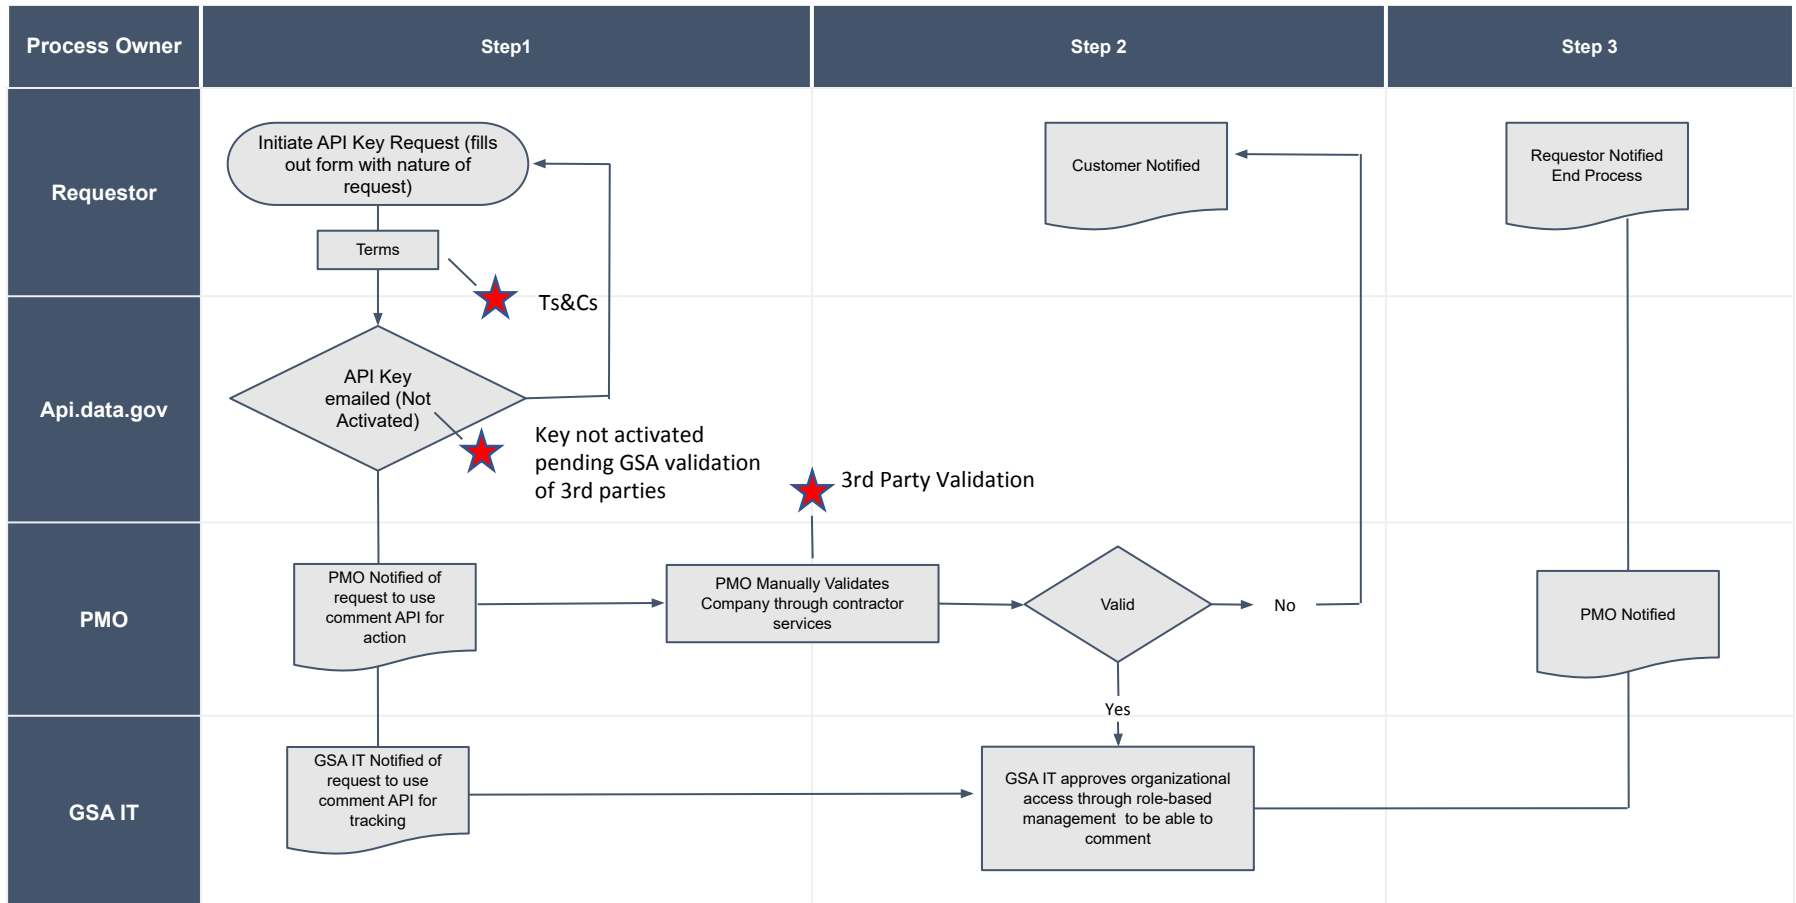 Process Owner
Step1
Step 2
Step 3
Requestor
Initiate API Key Request (fills
out form with nature of
request)
Terms
Ts&Cs
Customer Notified
Requestor Notified
End Process
Api.data.gov
API Key
emailed (Not
Activated)
Key not activated
pending GSA validation
of 3rd parties
3rd Party Validation
PMO
PMO Notified of
request to use
comment API for
action
PMO Manually Validates
Company through contractor
services
Valid
No
Yes
PMO Notified
GSA IT
GSA IT Notified of
request to use
comment API for
tracking
GSA IT approves organizational
access through role-based
management to be able to
comment